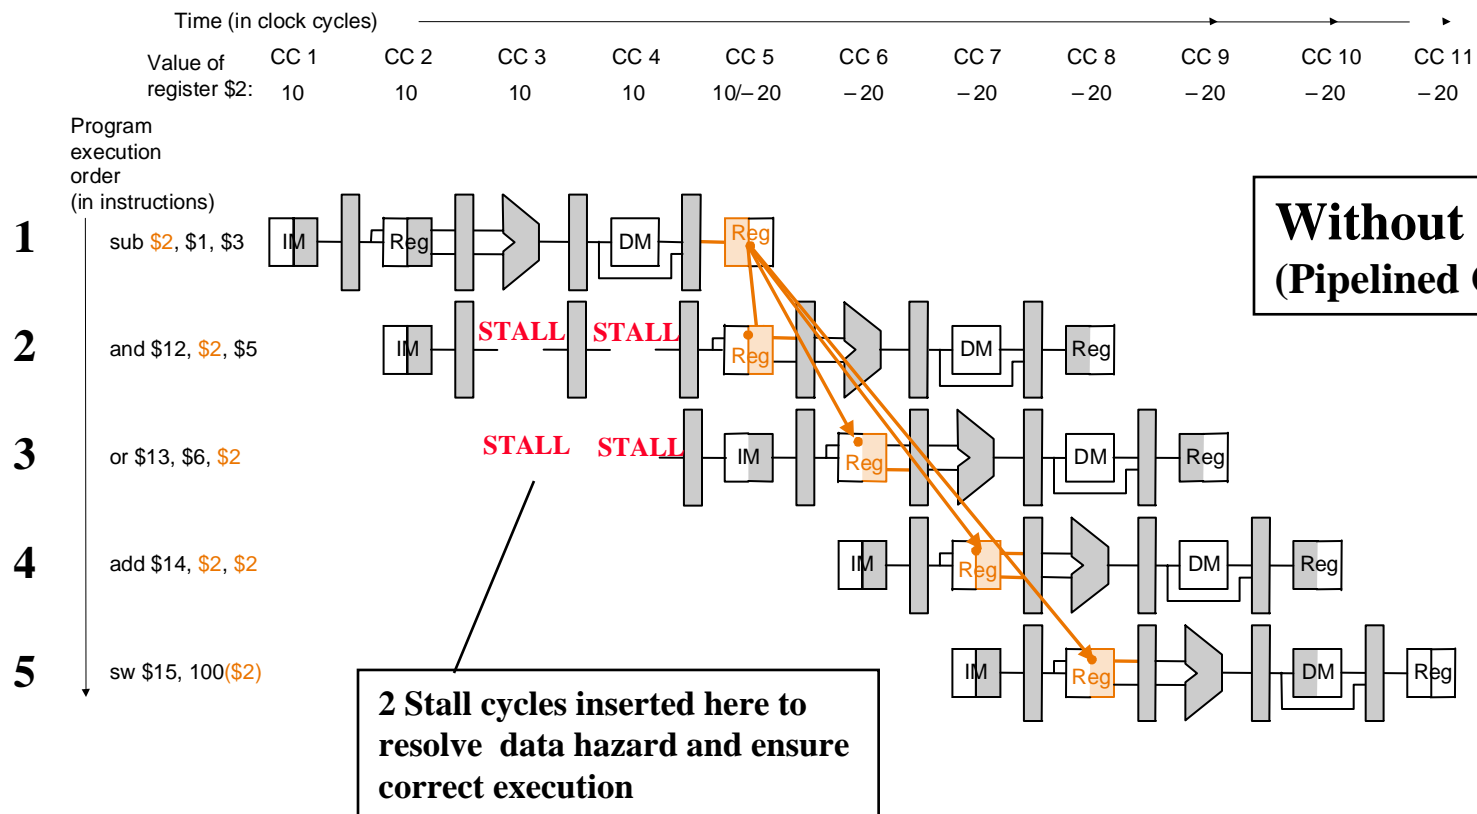 Time (in clock cycles)
CC 1 CC 2 CC 3 CC 4 CC 5 CC 6 CC 7 CC 8 CC 9 CC 10 CC 11
Value of
register $2:
10 10 10 10 10/–20 –20 –20 –20 –20 –20 –20
Program
execution
order
(in instructions)
Without
(Pipelined
1 sub $2, $1, $3 IM Reg DM Reg
2 and $12, $2, $5 IM STALL STALL Reg DM Reg
3 or $13, $6, $2 STALL STALL IM Reg DM Reg
4 add $14, $2, $2 IM Reg DM Reg
5 sw $15, 100($2) IM Reg DM Reg
2 Stall cycles inserted here to
resolve data hazard and ensure
correct execution